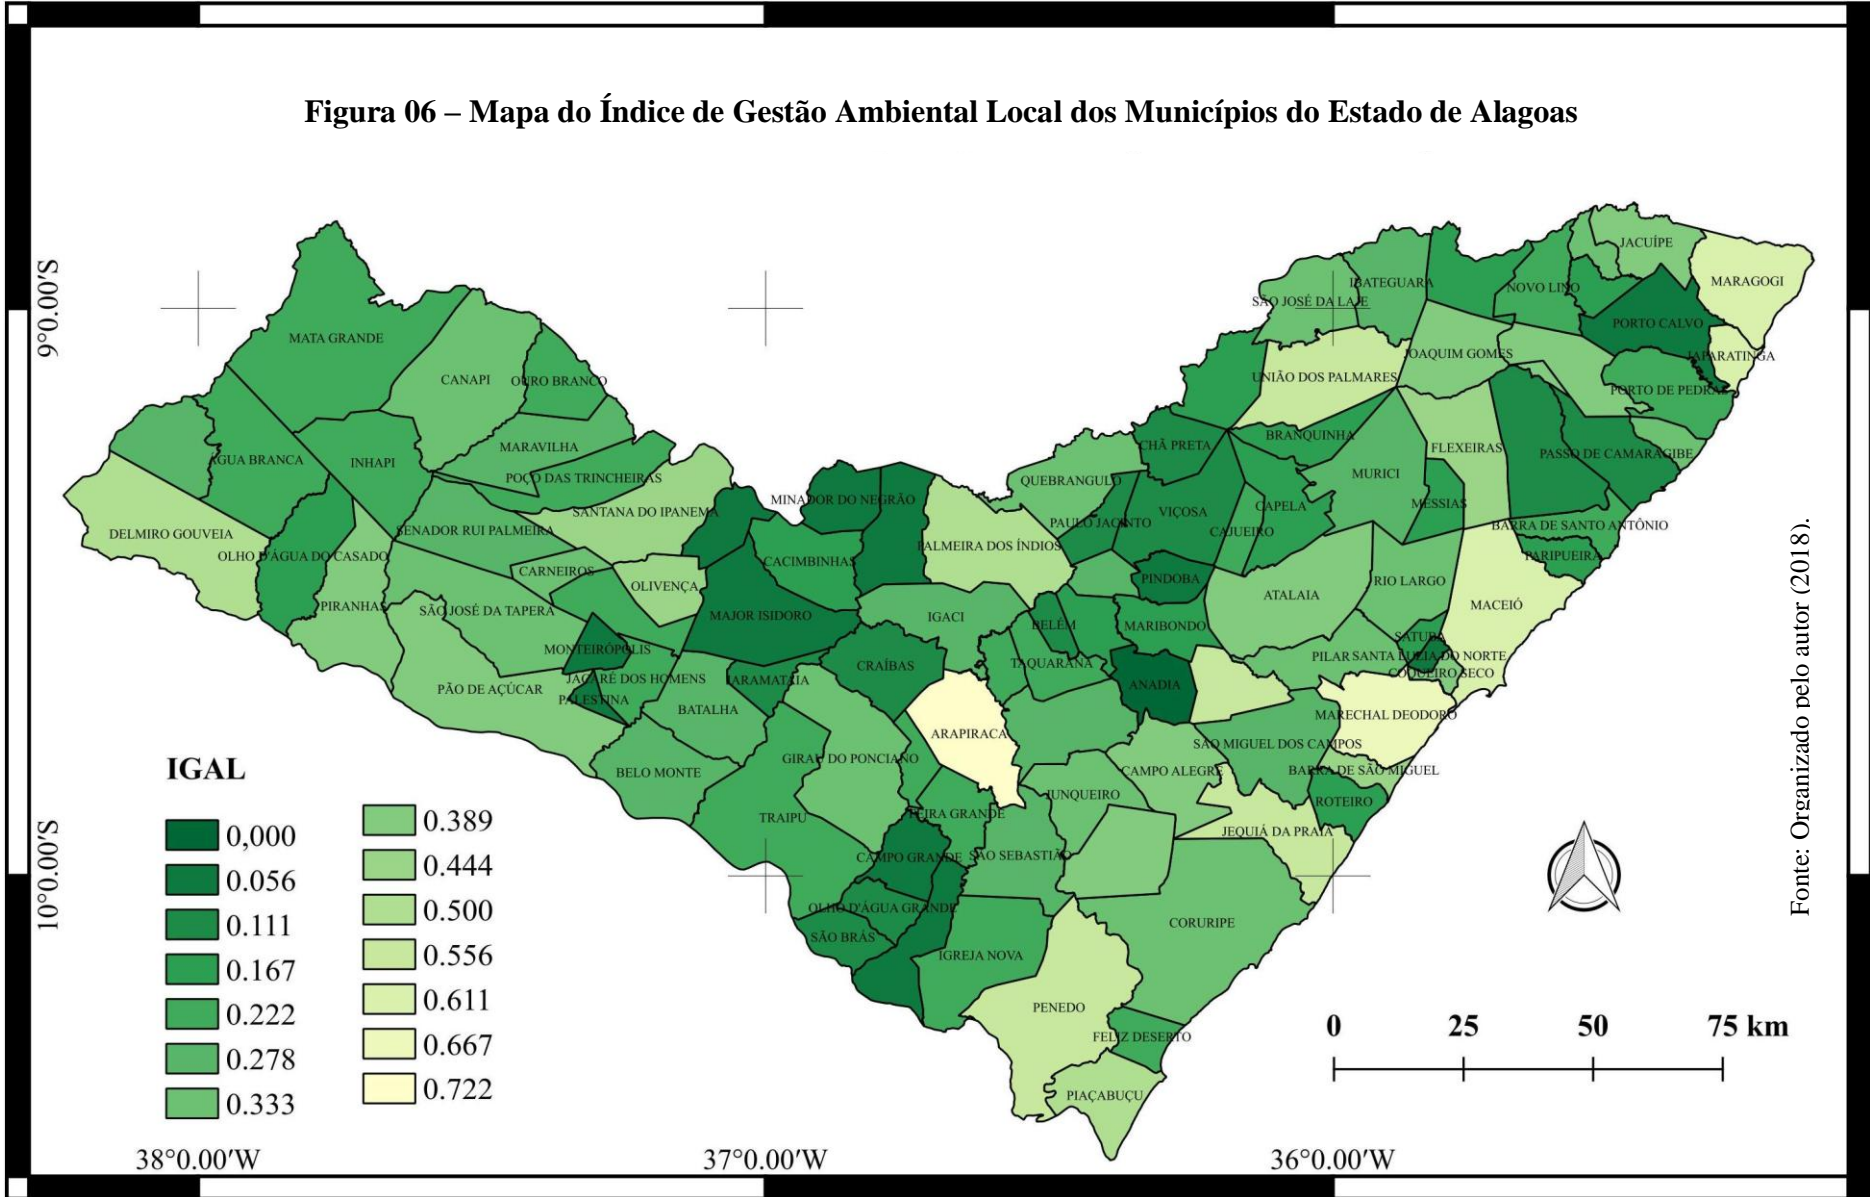 Figura 06 – Mapa do Índice de Gestão Ambiental Local dos Municípios do Estado de Alagoas
9°0.00'S
10°0.00'S
JACUÍPE
MARAGOGI
IBATEGUARA
NOVO LINO
SÃO JOSÉ DA LAJE
PORTO CALVO
MATA GRANDE
JOAQUIM GOMES
JAPARATINGA
CANAPI
OURO BRANCO
UNIÃO DOS PALMARES
PORTO DE PEDRAS
BRANQUINHA
CHÃ PRETA
MARAVILHA
FLEXEIRAS
PASSO DE CAMARAGIBE
ÁGUA BRANCA
INHAPI
POÇO DAS TRINCHEIRAS
QUEBRANGULO
MURICI
MINADOR DO NEGRÃO
MESSIAS
SANTANA DO IPANEMA
CAPELA
VIÇOSA
PAULO JACINTO
BARRA DE SANTO ANTÔNIO
DELMIRO GOUVEIA
SENADOR RUI PALMEIRA
CAJUEIRO
PALMEIRA DOS ÍNDIOS
OLHO D'ÁGUA DO CASADO
CACIMBINHAS
PARIPUEIRA
CARNEIROS
PINDOBA
RIO LARGO
OLIVENÇA
ATALAIA
PIRANHAS
SÃO JOSÉ DA TAPERA
MAJOR ISIDORO
IGACI
MACEIÓ
BELÉM
MARIBONDO
SATUBA
MONTEIRÓPOLIS
PILAR
SANTA LUZIA DO NORTE
CRAÍBAS
TAQUARANA
COQUEIRO SECO
JACARÉ DOS HOMENS
JARAMATAIA
ANADIA
PÃO DE AÇÚCAR
PALESTINA
BATALHA
MARECHAL DEODORO
ARAPIRACA
SÃO MIGUEL DOS CAMPOS
GIRAU DO PONCIANO
BELO MONTE
CAMPO ALEGRE
BARRA DE SÃO MIGUEL
JUNQUEIRO
ROTEIRO
TRAIPU
FEIRA GRANDE
JEQUIÁ DA PRAIA
CAMPO GRANDE
SÃO SEBASTIÃO
OLHO D'ÁGUA GRANDE
CORURIPE
SÃO BRÁS
IGREJA NOVA
PENEDO
FELIZ DESERTO
PIAÇABUÇU
IGAL
0,000
0.056
0.111
0.167
0.222
0.278
0.333
0.389
0.444
0.500
0.556
0.611
0.667
0.722
0 25 50 75 km
38°0.00'W 37°0.00'W 36°0.00'W
Fonte: Organizado pelo autor (2018).